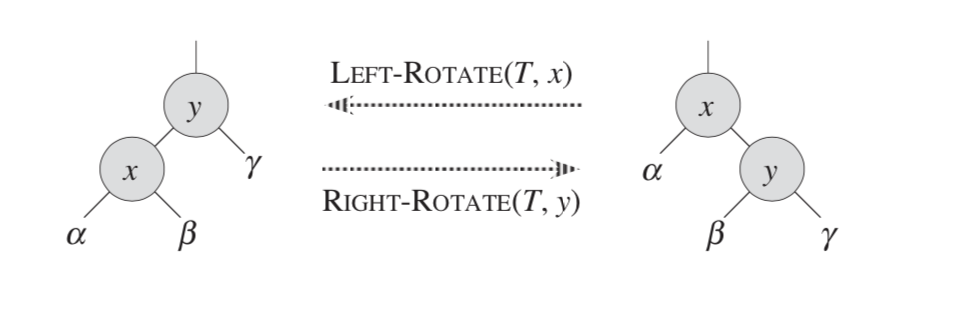 LEFT-ROTATE(T, x)
y
x
x
γ
α
y
RIGHT-ROTATE(T, y)
α
β
β
γ